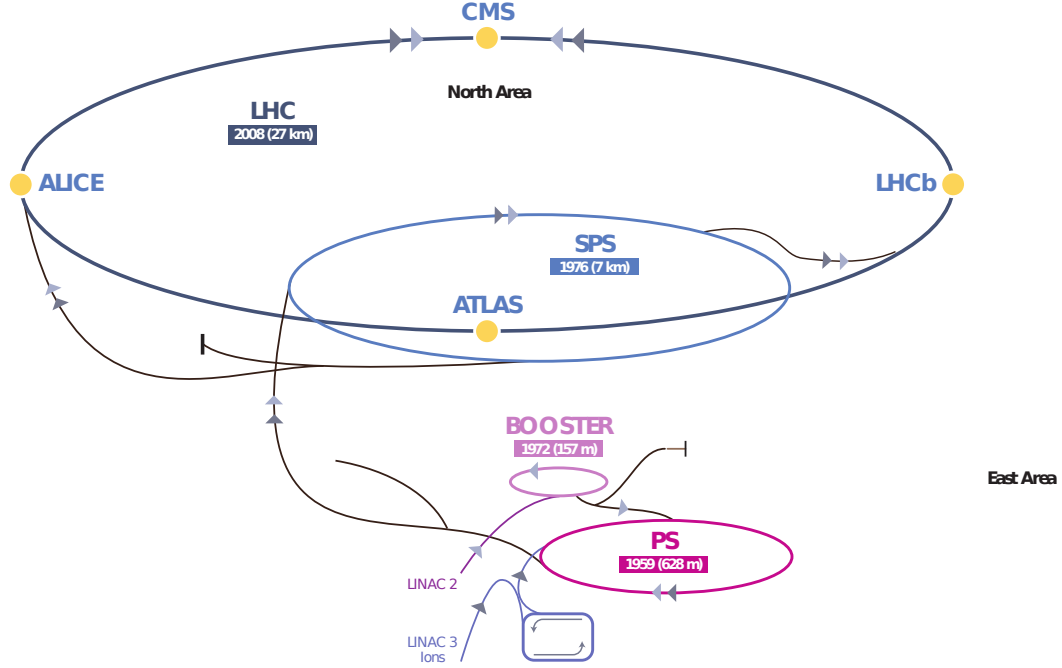 CMS
North Area
LHC
2008 (27 km)
ALICE
LHCb
SPS
1976 (7 km)
ATLAS
BOOSTER
1972 (157 m)
East Area
PS
1959 (628 m)
LINAC 2
LINAC 3
Ions